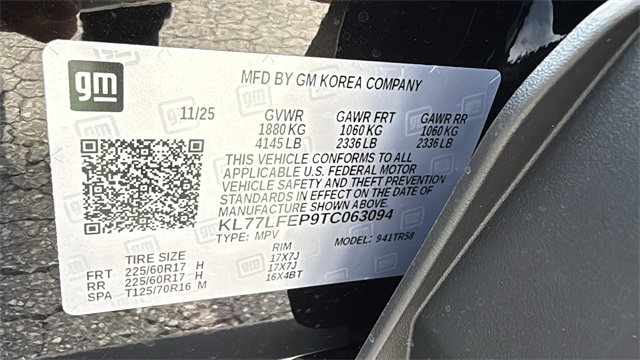 gm
MFD BY GM KOREA COMPANY
11/25 GVWR GAWR FRT GAWR RR
1880 KG 1060 KG 1060 KG
4145 LB 2336 LB 2336 LB
THIS VEHICLE CONFORMS TO ALL
APPLICABLE U.S. FEDERAL MOTOR
VEHICLE SAFETY AND THEFT PREVENTION
STANDARDS IN EFFECT ON THE DATE OF
MANUFACTURE SHOWN ABOVE.
KL77LFEP9TC063094
TYPE: MPV MODEL: 941TR58
TIRE SIZE RIM
FRT 225/60R17 H 17X7J
RR 225/60R17 H 17X7J
SPA T125/70R16 M 16X4BT